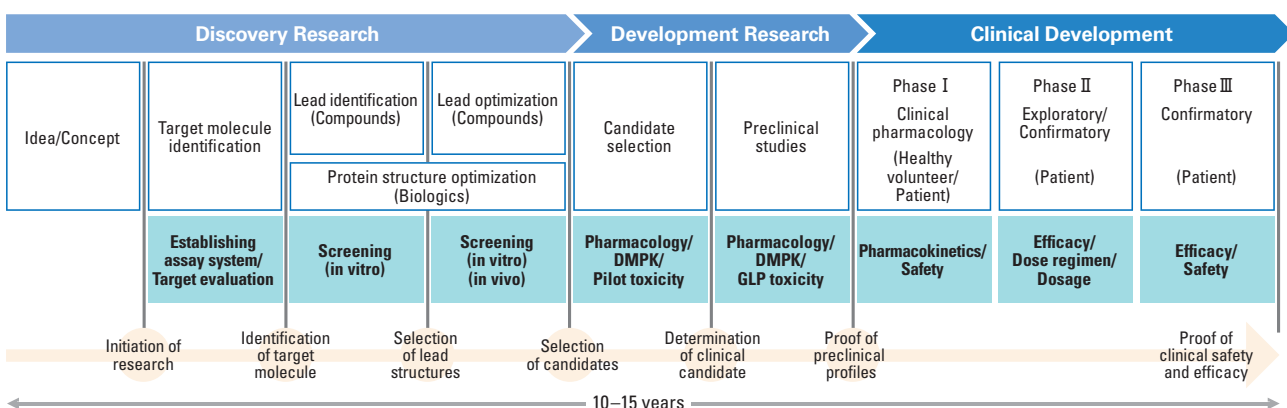 Discovery Research
Development Research
Clinical Development
Idea/Concept
Target molecule
identification
Lead identification
(Compounds)
Lead optimization
(Compounds)
Protein structure optimization
(Biologics)
Candidate
selection
Preclinical
studies
Phase Ⅰ
Clinical
pharmacology
(Healthy
volunteer/
Patient)
Phase Ⅱ
Exploratory/
Confirmatory
(Patient)
Phase Ⅲ
Confirmatory
(Patient)
Establishing
assay system/
Target evaluation
Screening
(in vitro)
Screening
(in vitro)
(in vivo)
Pharmacology/
DMPK/
Pilot toxicity
Pharmacology/
DMPK/
GLP toxicity
Pharmacokinetics/
Safety
Efficacy/
Dose regimen/
Dosage
Efficacy/
Safety
Initiation of
research
Identification
of target
molecule
Selection
of lead
structures
Selection
of candidates
Determination
of clinical
candidate
Proof of
preclinical
profiles
Proof of
clinical safety
and efficacy
10–15 years